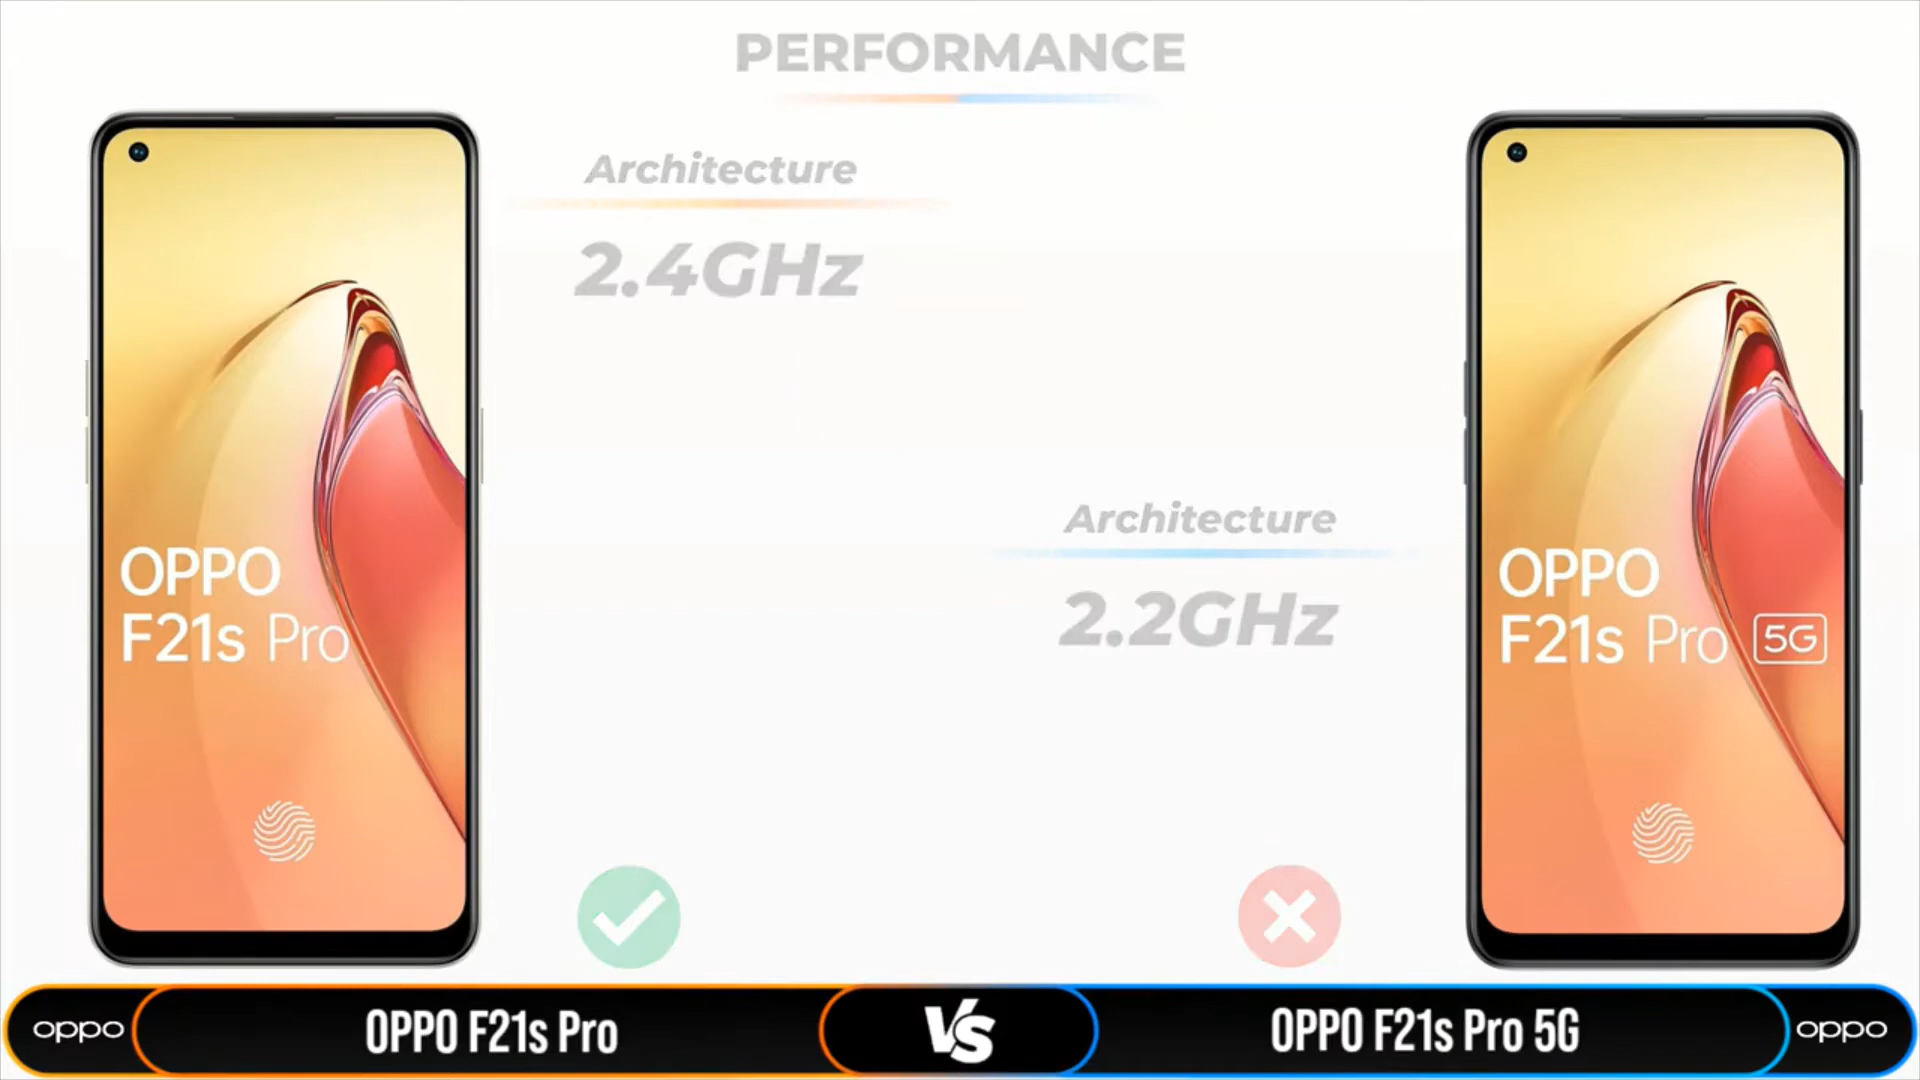 PERFORMANCE
Architecture
2.4GHz
Architecture
2.2GHz
OPPO
F21s Pro
OPPO
F21s Pro 5G
oppo
OPPO F21s Pro
VS
OPPO F21s Pro 5G
oppo